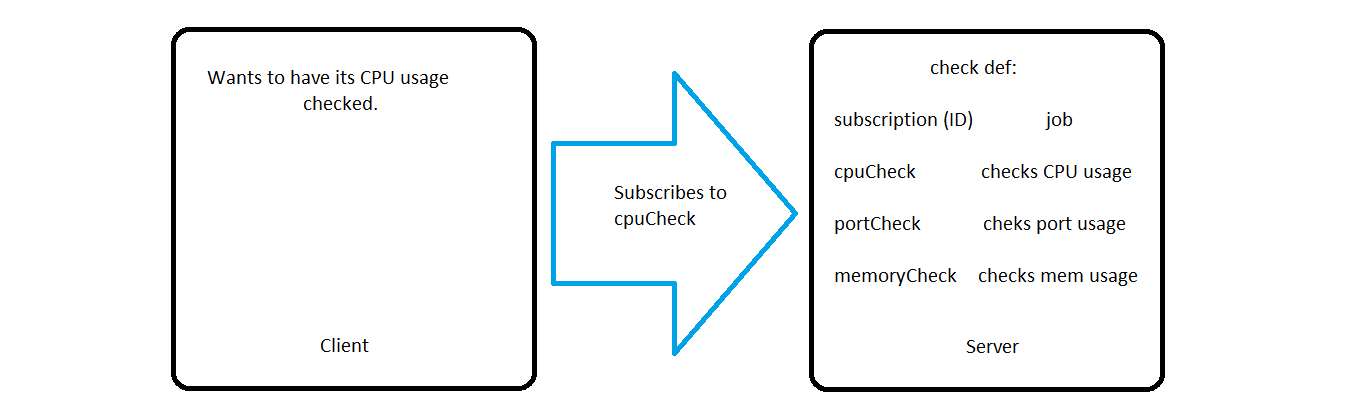 Wants to have its CPU usage
checked.
Client
Subscribes to
cpuCheck
check def:
subscription (ID) job
cpuCheck checks CPU usage
portCheck cheks port usage
memoryCheck checks mem usage
Server